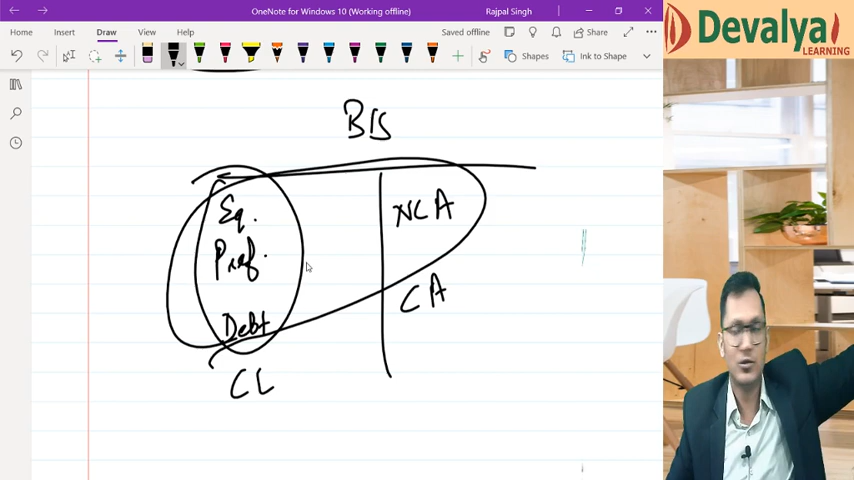 OneNote for Windows 10 (Working offline)
Rajpal Singh
Home Insert Draw View Help
Saved offline
Share
Shapes
Ink to Shape
Devalya
LEARNING
B/S
Eq.
NCA
Pref.
CA
Debt
CL